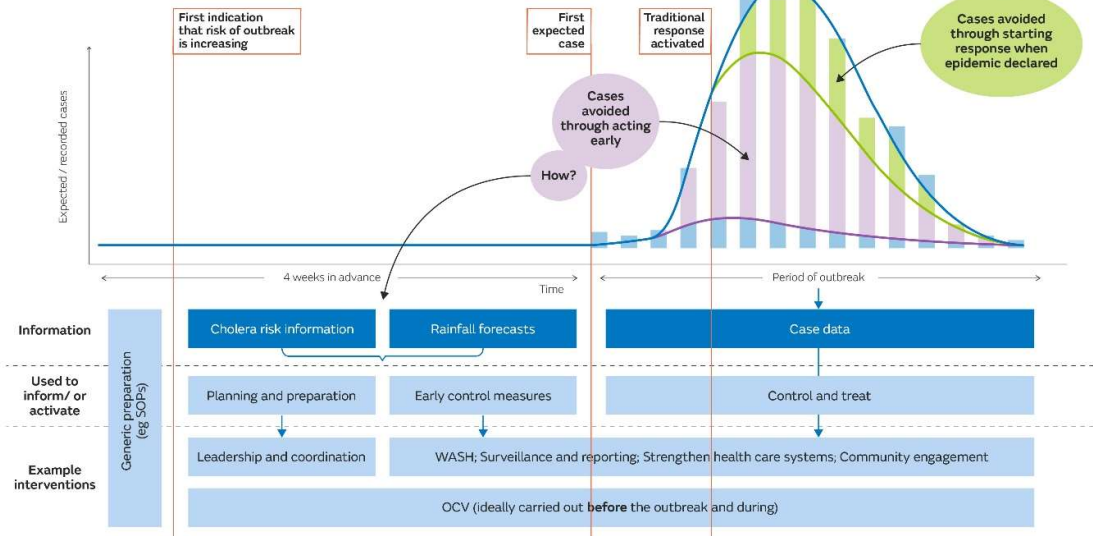 First indication
that risk of outbreak
is increasing
First
expected
case
Traditional
response
activated
Cases avoided
through starting
response when
epidemic declared
Cases
avoided
through acting
early
How?
Expected / recorded cases
4 weeks in advance
Time
Period of outbreak
Information
Cholera risk information
Rainfall forecasts
Case data
Used to
inform/ or
activate
Generic preparation
(eg SOPs)
Planning and preparation
Early control measures
Control and treat
Example
interventions
Leadership and coordination
WASH; Surveillance and reporting; Strengthen health care systems; Community engagement
OCV (ideally carried out before the outbreak and during)